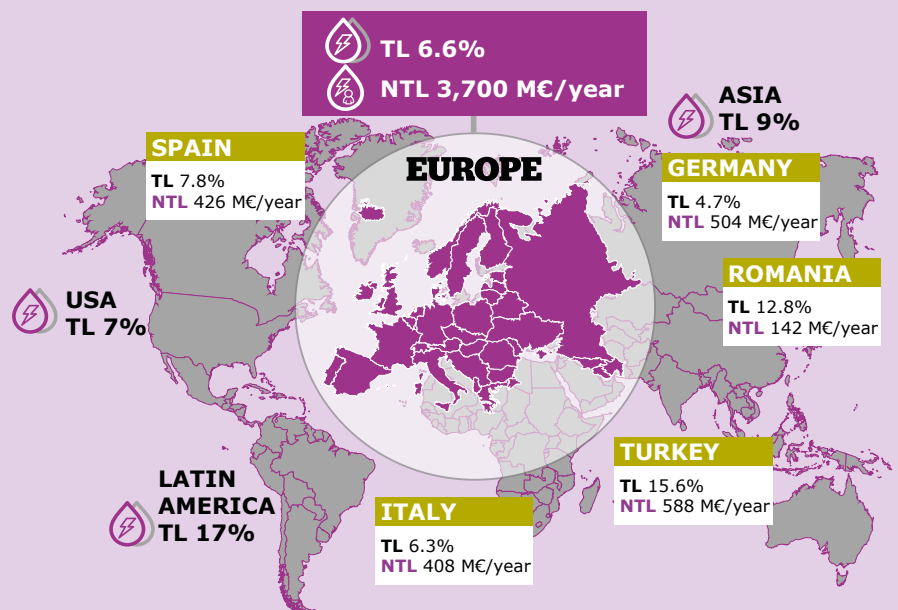 TL 6.6%
NTL 3,700 M€/year
ASIA
TL 9%
SPAIN
TL 7.8%
NTL 426 M€/year
EUROPE
GERMANY
TL 4.7%
NTL 504 M€/year
ROMANIA
TL 12.8%
NTL 142 M€/year
USA
TL 7%
TURKEY
TL 15.6%
NTL 588 M€/year
LATIN
AMERICA
TL 17%
ITALY
TL 6.3%
NTL 408 M€/year